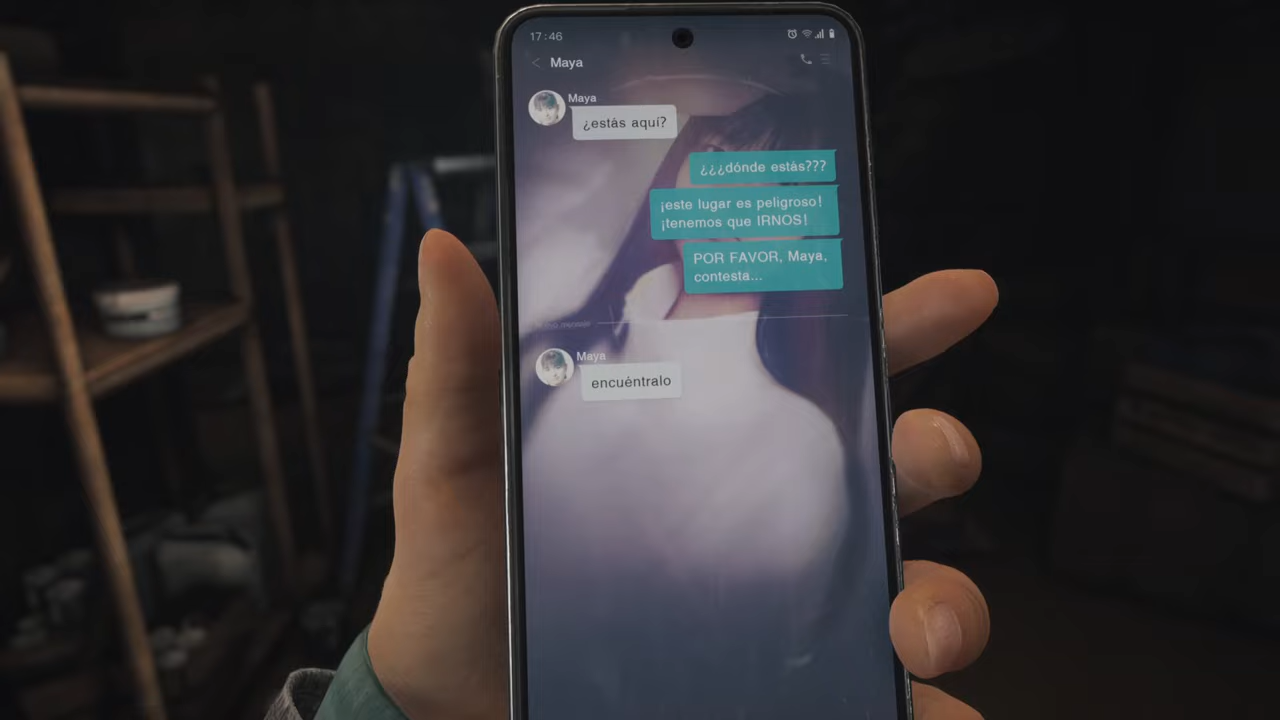 17:46
Maya
Maya
¿estás aquí?
¿¿¿dónde estás???
¡este lugar es peligroso!
¡tenemos que IRNOS!
POR FAVOR, Maya,
contesta...
Maya
encuéntralo